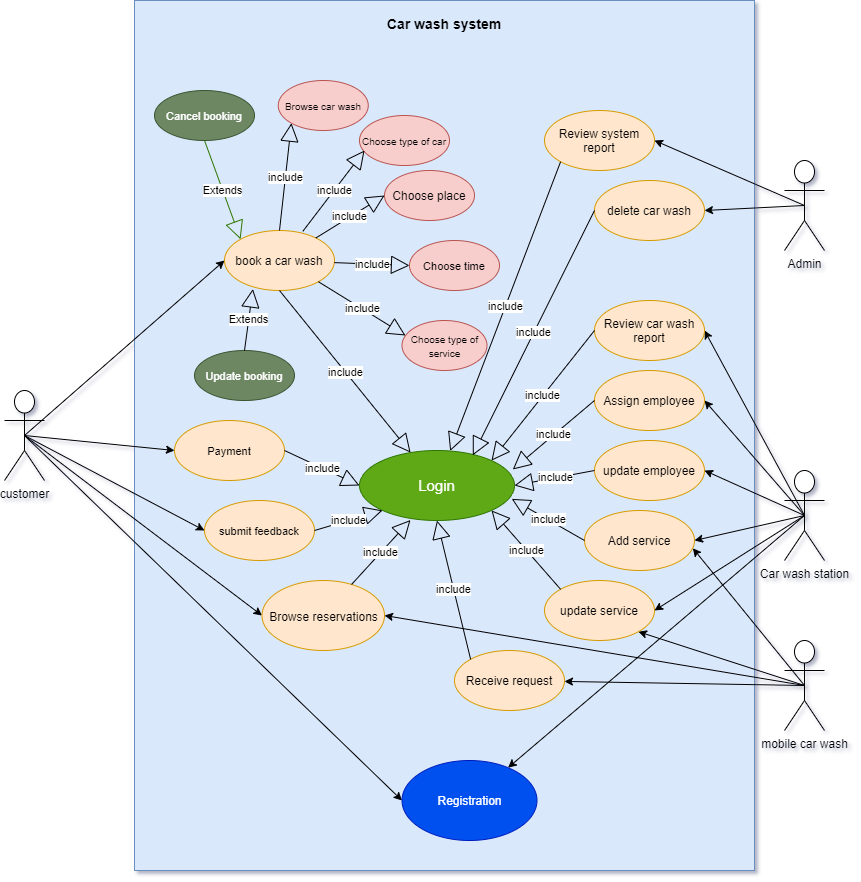 Car wash system
Cancel booking
Browse car wash
Choose type of car
Review system
report
include
include
Extends
Choose place
delete car wash
include
Admin
book a car wash
include
Choose time
include
include
Extends
Review car wash
report
include
Choose type of
service
include
Update booking
include
Assign employee
customer
include
Payment
include
update employee
Login
include
submit feedback
include
include
Add service
include
include
Car wash station
include
Browse reservations
update service
Receive request
mobile car wash
Registration